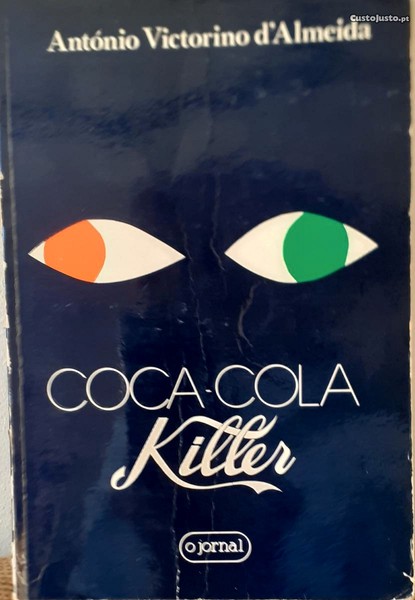 CustoJusto.pt
António Victorino d'Almeida
COCA-COLA
Killer
o jornal